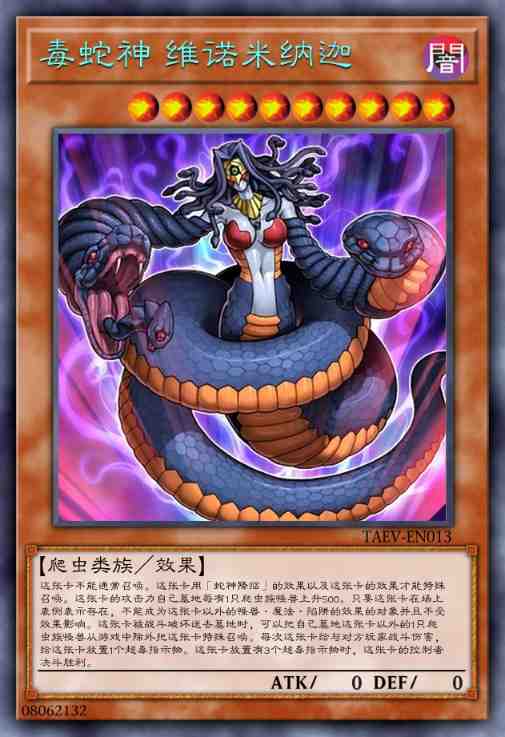 毒蛇神 维诺米纳迦
闇
TAEV-EN013
【爬虫类族／效果】
这张卡不能通常召唤。这张卡用「蛇神降临」的效果以及这张卡的效果才能特殊
召唤。这张卡的攻击力自己墓地每有1只爬虫族怪兽上升500。只要这张卡在场上
表侧表示存在，不能成为这张卡以外的怪兽·魔法·陷阱的效果的对象并且不受
效果影响。这张卡被战斗破坏送去墓地时，可以把自己墓地这张卡以外的1只爬
虫族怪兽从游戏中除外把这张卡特殊召唤。每次这张卡给与对方玩家战斗伤害，
给这张卡放置1个超毒指示物。这张卡放置有3个超毒指示物时，这张卡的控制者
决斗胜利。
ATK/ 0 DEF/ 0
08062132